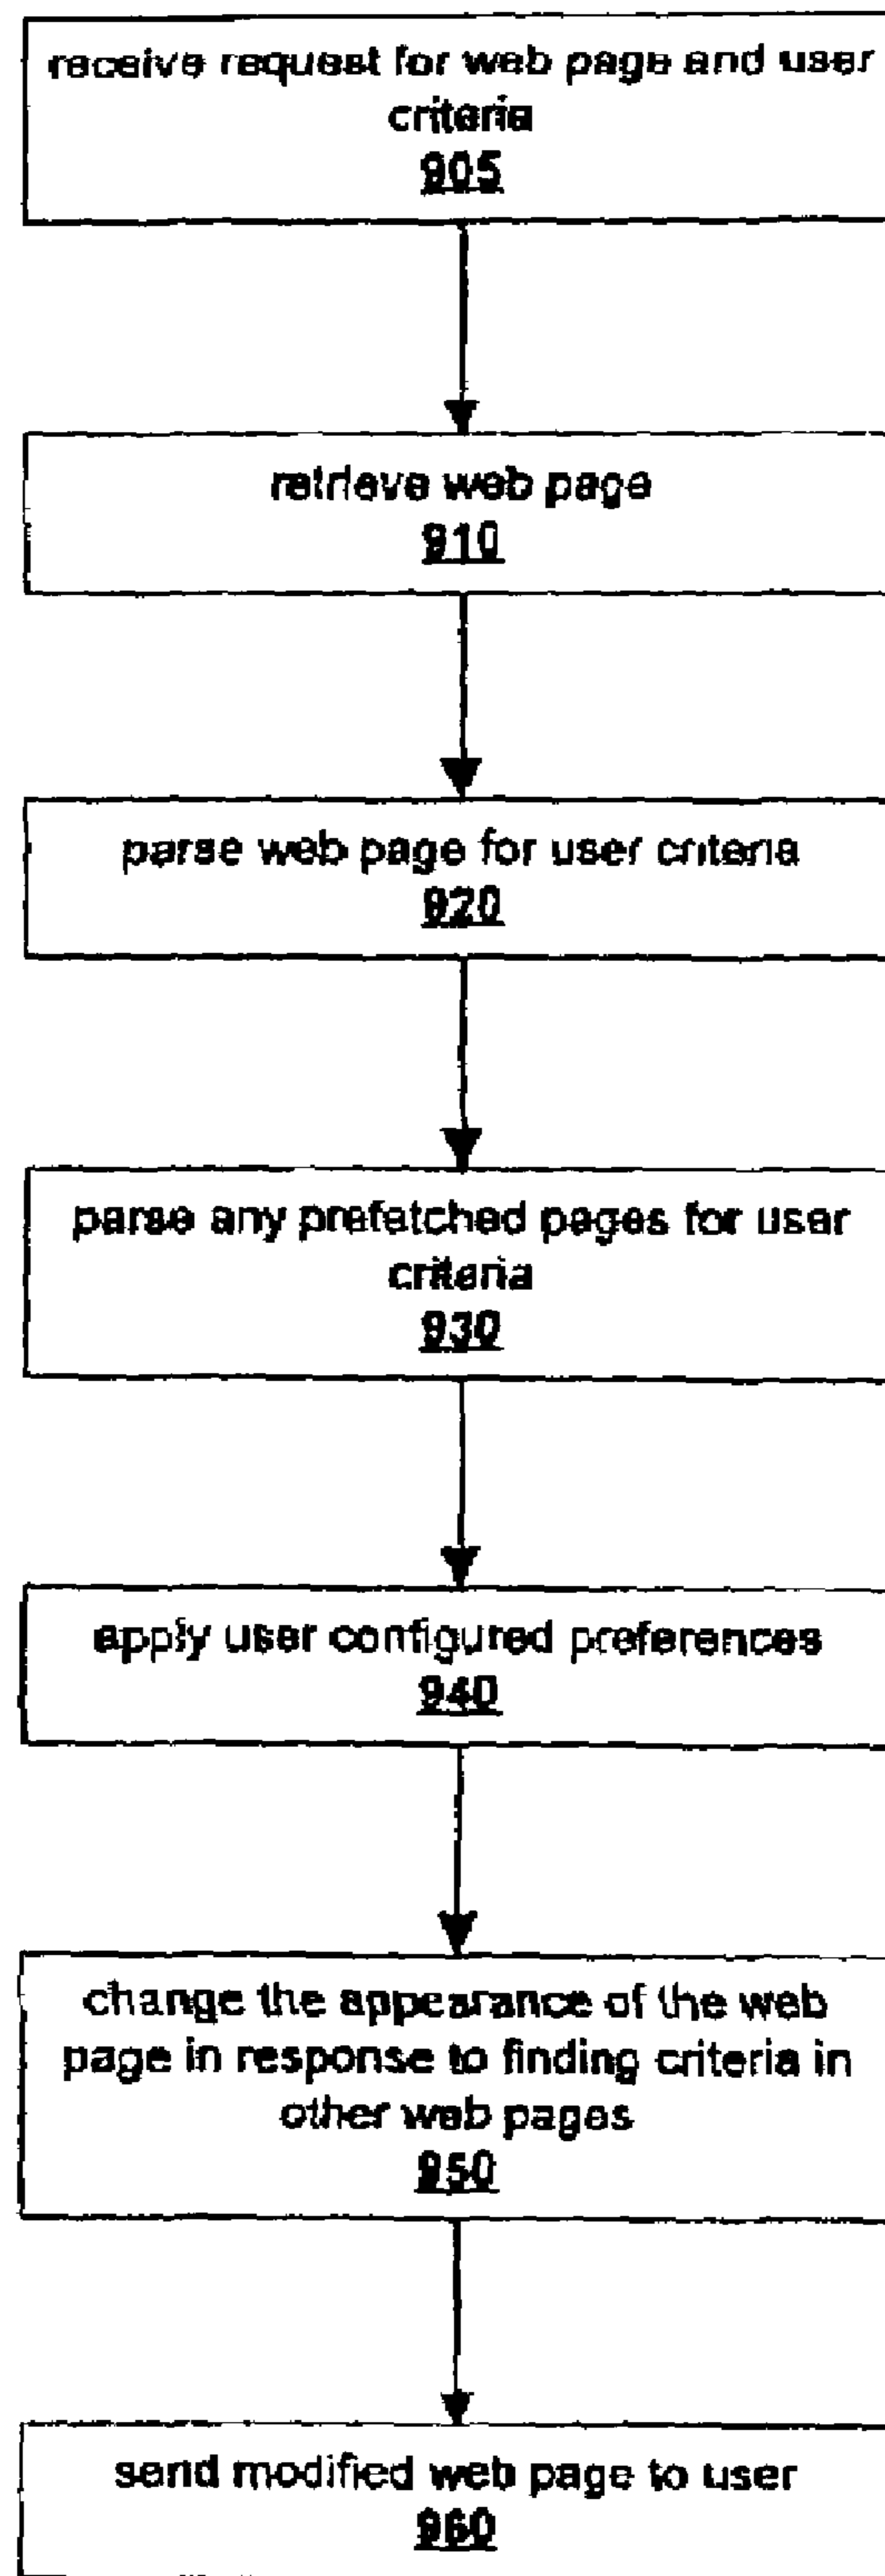 receive request for web page and user
criteria
905
retrieve web page
910
parse web page for user criteria
920
parse any prefetched pages for user
criteria
930
apply user configured preferences
940
change the appearance of the web
page in response to finding criteria in
other web pages
950
send modified web page to user
960